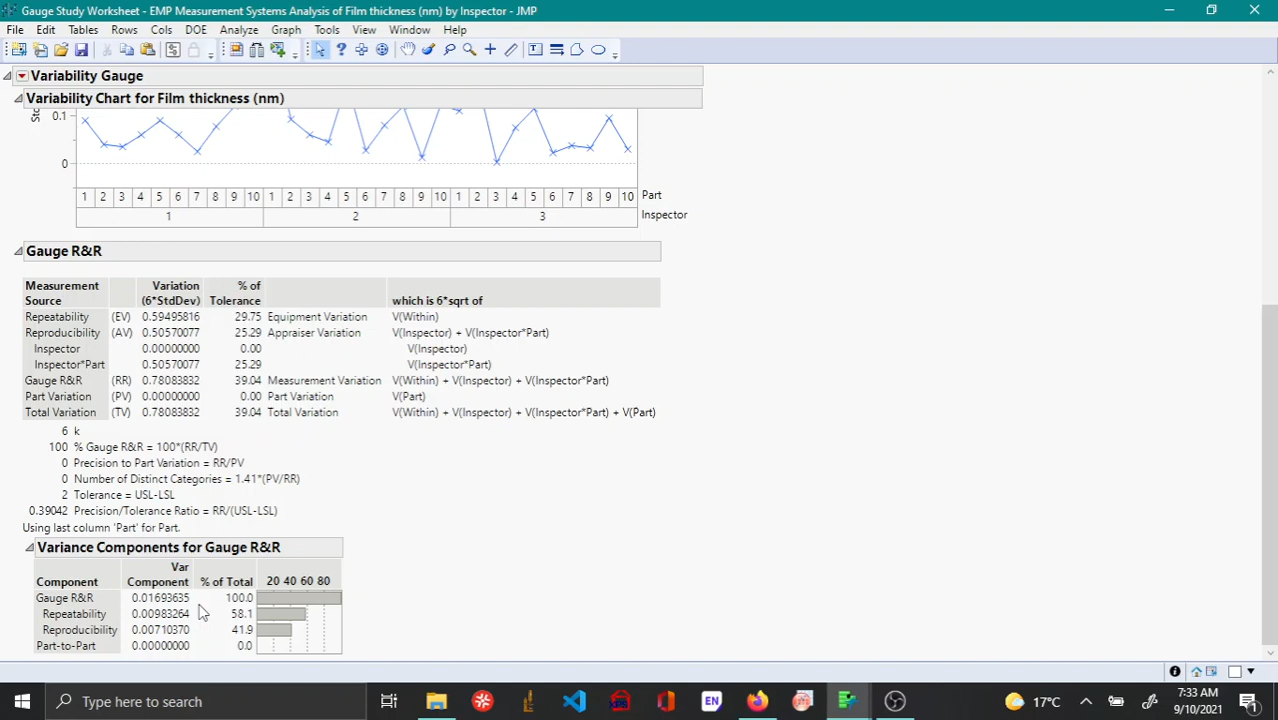 Gauge Study Worksheet - EMP Measurement Systems Analysis of Film thickness (nm) by Inspector - JMP
File Edit Tables Rows Cols DOE Analyze Graph Tools View Window Help
Variability Gauge
Variability Chart for Film thickness (nm)
0.1
0
1 2 3 4 5 6 7 8 9 10 1 2 3 4 5 6 7 8 9 10 1 2 3 4 5 6 7 8 9 10 Part
1 2 3 Inspector
Gauge R&R
Measurement Source Variation (6*StdDev) % of Tolerance which is 6*sqrt of
Repeatability (EV) 0.59495816 29.75 Equipment Variation V(Within)
Reproducibility (AV) 0.50570077 25.29 Appraiser Variation V(Inspector) + V(Inspector*Part)
Inspector 0.00000000 0.00 V(Inspector)
Inspector*Part 0.50570077 25.29 V(Inspector*Part)
Gauge R&R (RR) 0.78083832 39.04 Measurement Variation V(Within) + V(Inspector) + V(Inspector*Part)
Part Variation (PV) 0.00000000 0.00 Part Variation V(Part)
Total Variation (TV) 0.78083832 39.04 Total Variation V(Within) + V(Inspector) + V(Inspector*Part) + V(Part)
6 k
100 % Gauge R&R = 100*(RR/TV)
0 Precision to Part Variation = RR/PV
0 Number of Distinct Categories = 1.41*(PV/RR)
2 Tolerance = USL-LSL
0.39042 Precision/Tolerance Ratio = RR/(USL-LSL)
Using last column 'Part' for Part.
Variance Components for Gauge R&R
Component Var Component % of Total 20 40 60 80
Gauge R&R 0.01693635 100.0
Repeatability 0.00983264 58.1
Reproducibility 0.00710370 41.9
Part-to-Part 0.00000000 0.0
Type here to search
EN
17°C
7:33 AM
9/10/2021
1